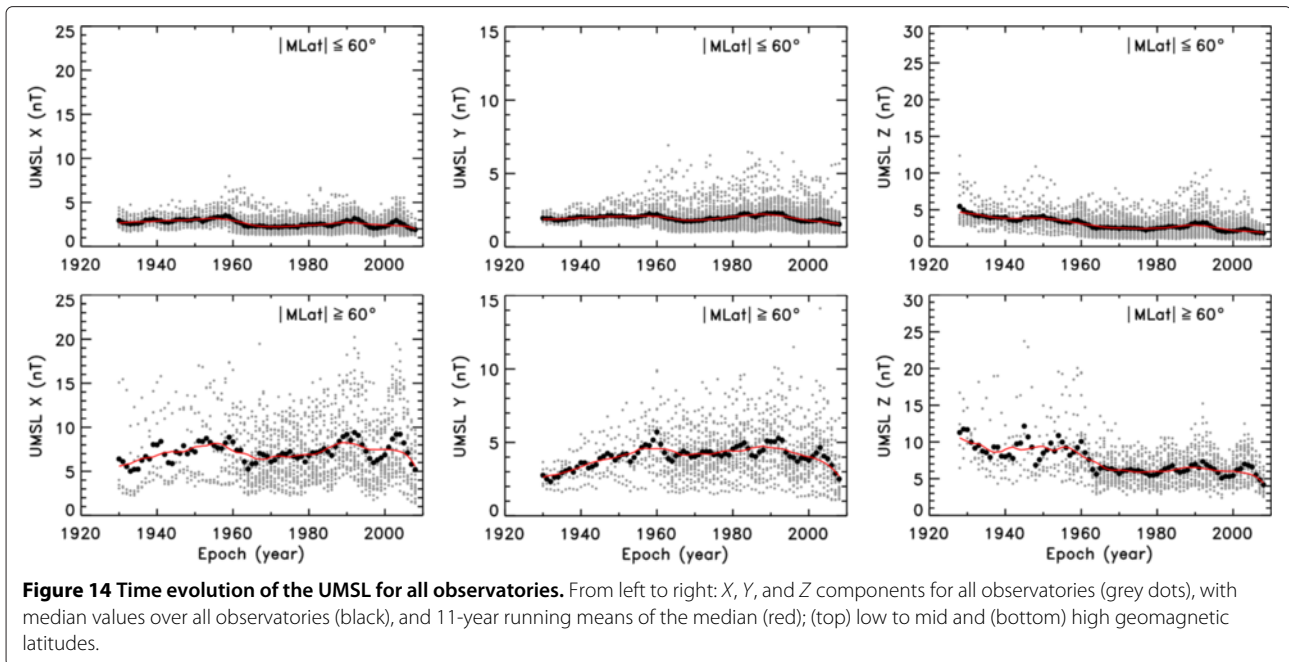 25
20
15
10
5
0
UMSL X (nT)
|MLat| ≦ 60°
1920 1940 1960 1980 2000
15
10
5
0
UMSL Y (nT)
|MLat| ≦ 60°
1920 1940 1960 1980 2000
30
25
20
15
10
5
0
UMSL Z (nT)
|MLat| ≦ 60°
1920 1940 1960 1980 2000
25
20
15
10
5
0
UMSL X (nT)
|MLat| ≧ 60°
1920 1940 1960 1980 2000
Epoch (year)
15
10
5
0
UMSL Y (nT)
|MLat| ≧ 60°
1920 1940 1960 1980 2000
Epoch (year)
30
25
20
15
10
5
0
UMSL Z (nT)
|MLat| ≧ 60°
1920 1940 1960 1980 2000
Epoch (year)
Figure 14 Time evolution of the UMSL for all observatories. From left to right: X, Y, and Z components for all observatories (grey dots), with
median values over all observatories (black), and 11-year running means of the median (red); (top) low to mid and (bottom) high geomagnetic
latitudes.